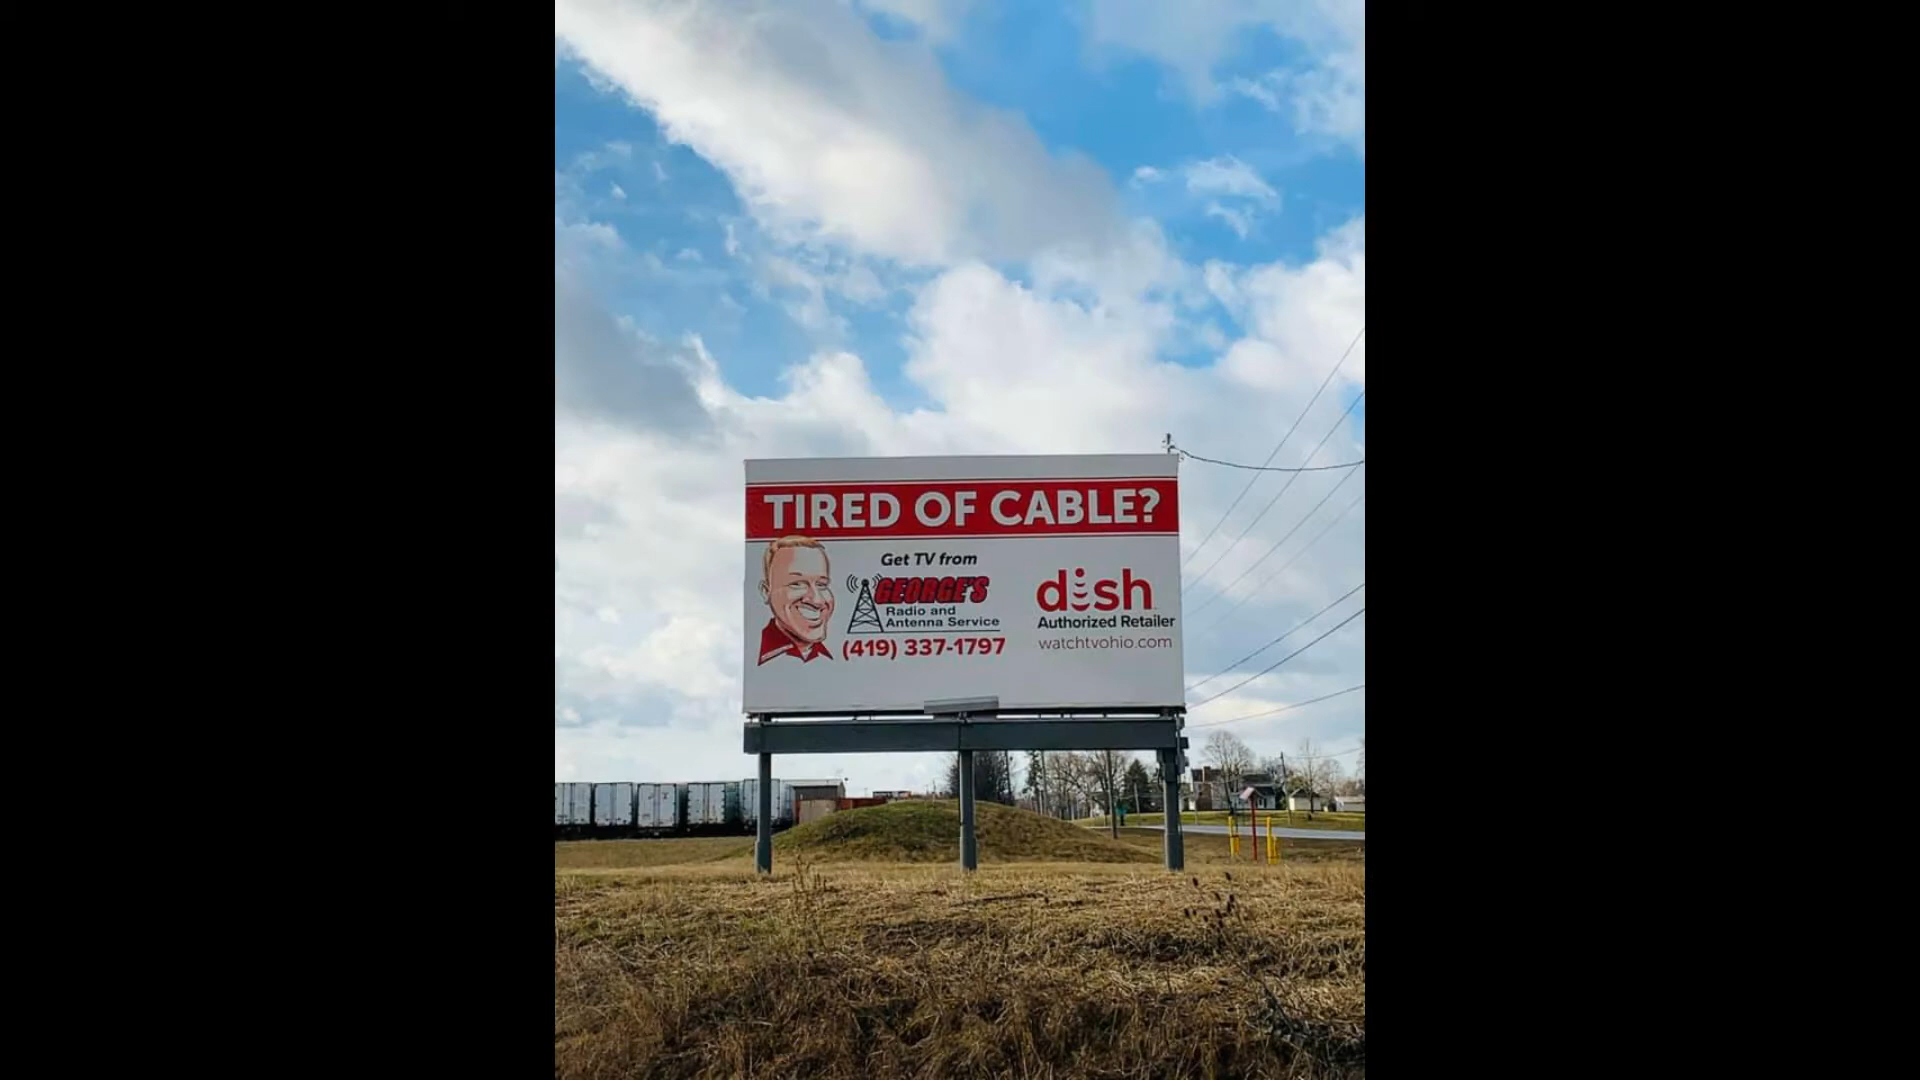 TIRED OF CABLE?
Get TV from
GEORGE'S
Radio and
Antenna Service
(419) 337-1797
dish
Authorized Retailer
watchtvohio.com